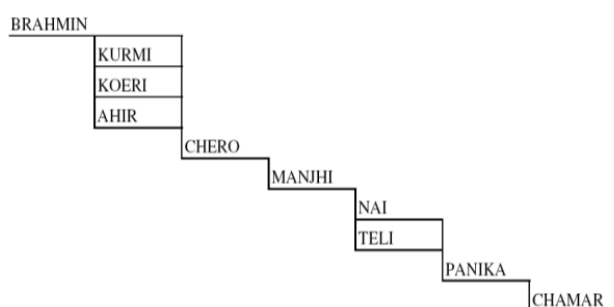 BRAHMIN
KURMI
KOERI
AHIR
CHERO
MANJHI
NAI
TELI
PANIKA
CHAMAR